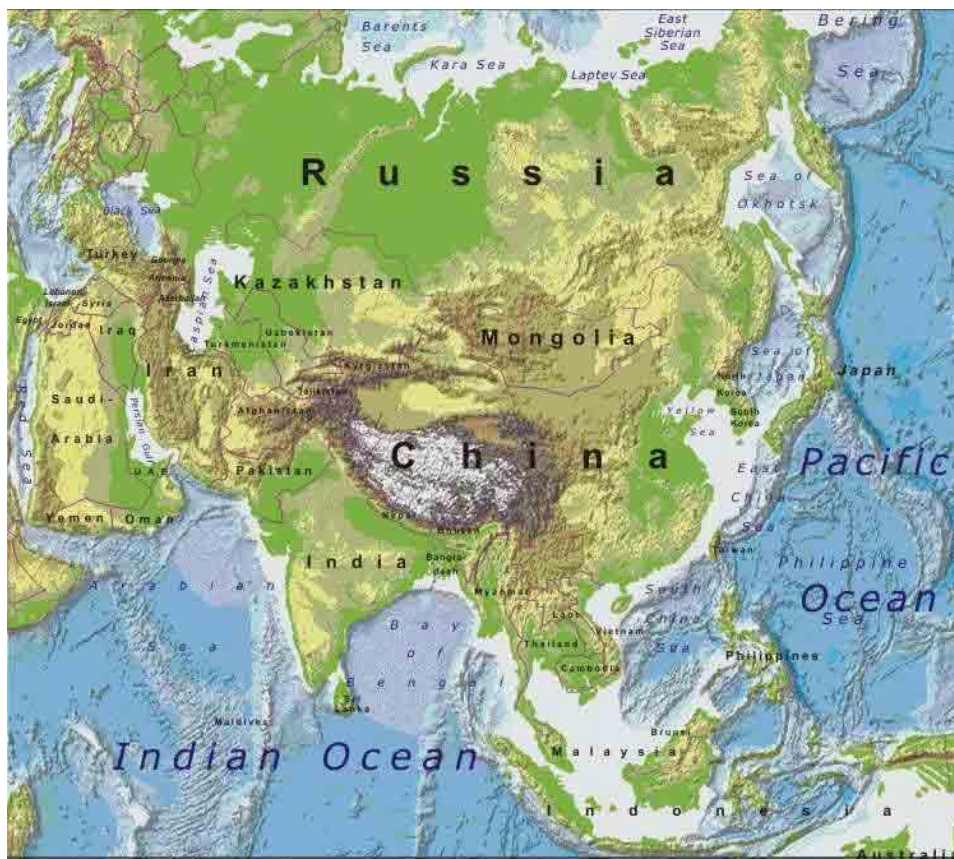 Barents
Sea
Kara Sea
Laptev Sea
East
Siberian
Sea
Bering
Sea
Russia
Sea of
Okhotsk
Black Sea
Turkey
Georgia
Armenia
Azerbaijan
Caspian Sea
Kazakhstan
Lebanon
Israel
Syria
Egypt
Jordan
Iraq
Uzbekistan
Turkmenistan
Iran
Kyrgizstan
Tajikistan
Mongolia
Sea of
Japan
Japan
North
Korea
South
Korea
Yellow
Sea
Red Sea
Saudi-
Arabia
Persian Gulf
U.A.E.
Afghanistan
Pakistan
China
Pacific
Ocean
East
China
Sea
Yemen
Oman
Nepal
Bhutan
India
Bangla-
desh
Myanmar
Taiwan
Philippine
Sea
Arabian
Sea
Bay
of
Bengal
Laos
Thailand
Vietnam
Cambodia
South
China
Sea
Philippines
Sri
Lanka
Maldives
Indian Ocean
Brunei
Malaysia
Indonesia
Australia